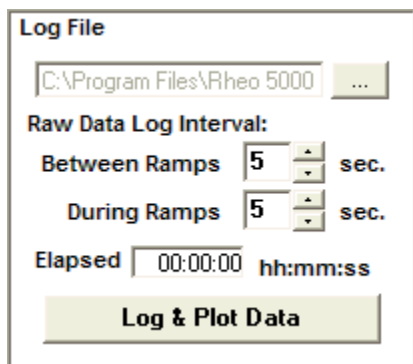 Log File
C:\Program Files\Rheo 5000 ...
Raw Data Log Interval:
Between Ramps 5 sec.
During Ramps 5 sec.
Elapsed 00:00:00 hh:mm:ss
Log & Plot Data